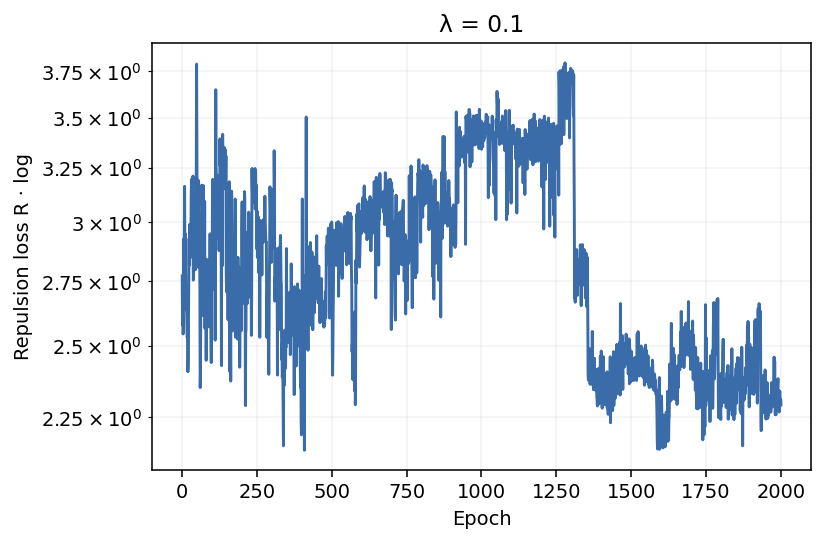 λ = 0.1
Repulsion loss R · log
3.75 × 10⁰
3.5 × 10⁰
3.25 × 10⁰
3 × 10⁰
2.75 × 10⁰
2.5 × 10⁰
2.25 × 10⁰
0 250 500 750 1000 1250 1500 1750 2000
Epoch